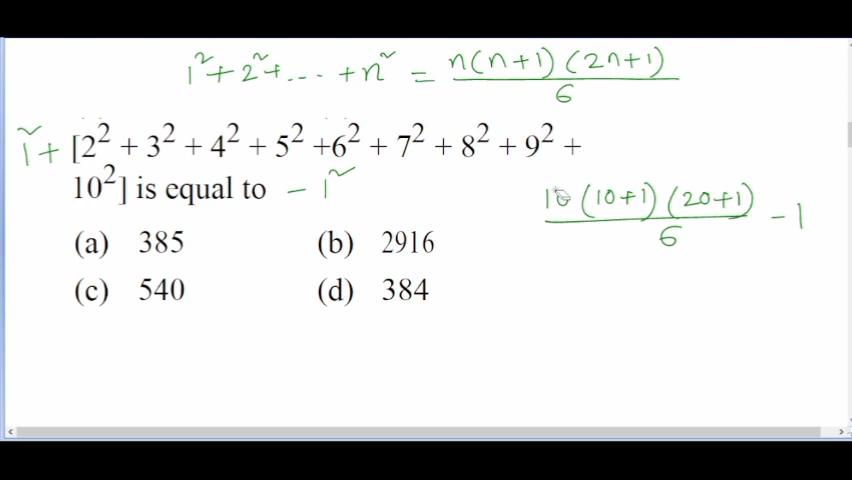 1² + 2² + ... + n² = n(n+1)(2n+1)/6
1² + [2² + 3² + 4² + 5² +6² + 7² + 8² + 9² +
10²] is equal to - 1²
10(10+1)(20+1)/6 - 1
(a) 385 (b) 2916
(c) 540 (d) 384